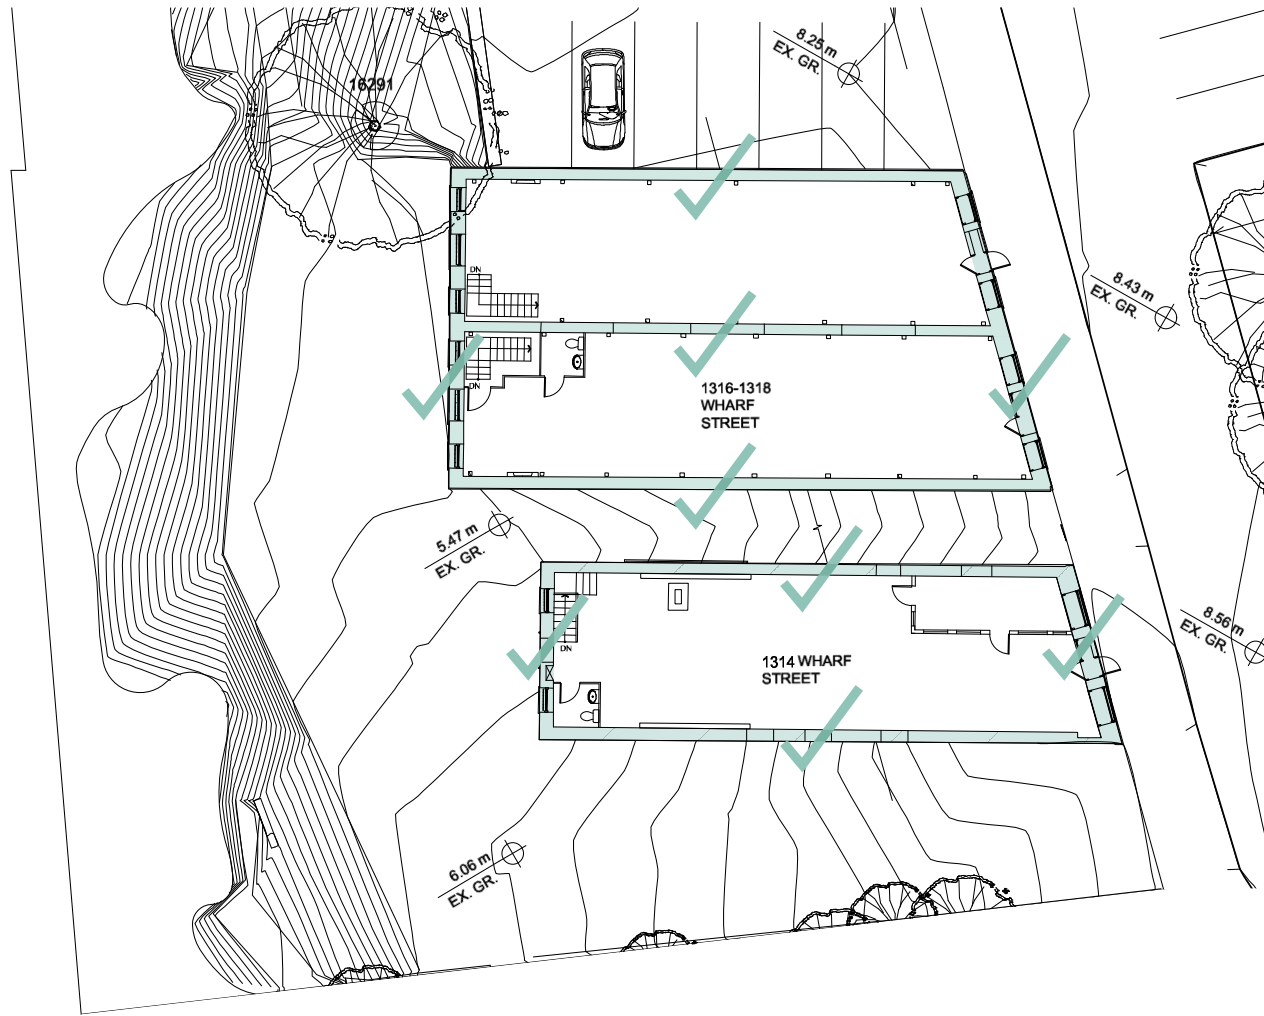 8.25 m
EX. GR.
16291
DN
8.43 m
EX. GR.
DN
1316-1318
WHARF
STREET
5.47 m
EX. GR.
8.56 m
EX. GR.
DN
1314 WHARF
STREET
6.06 m
EX. GR.